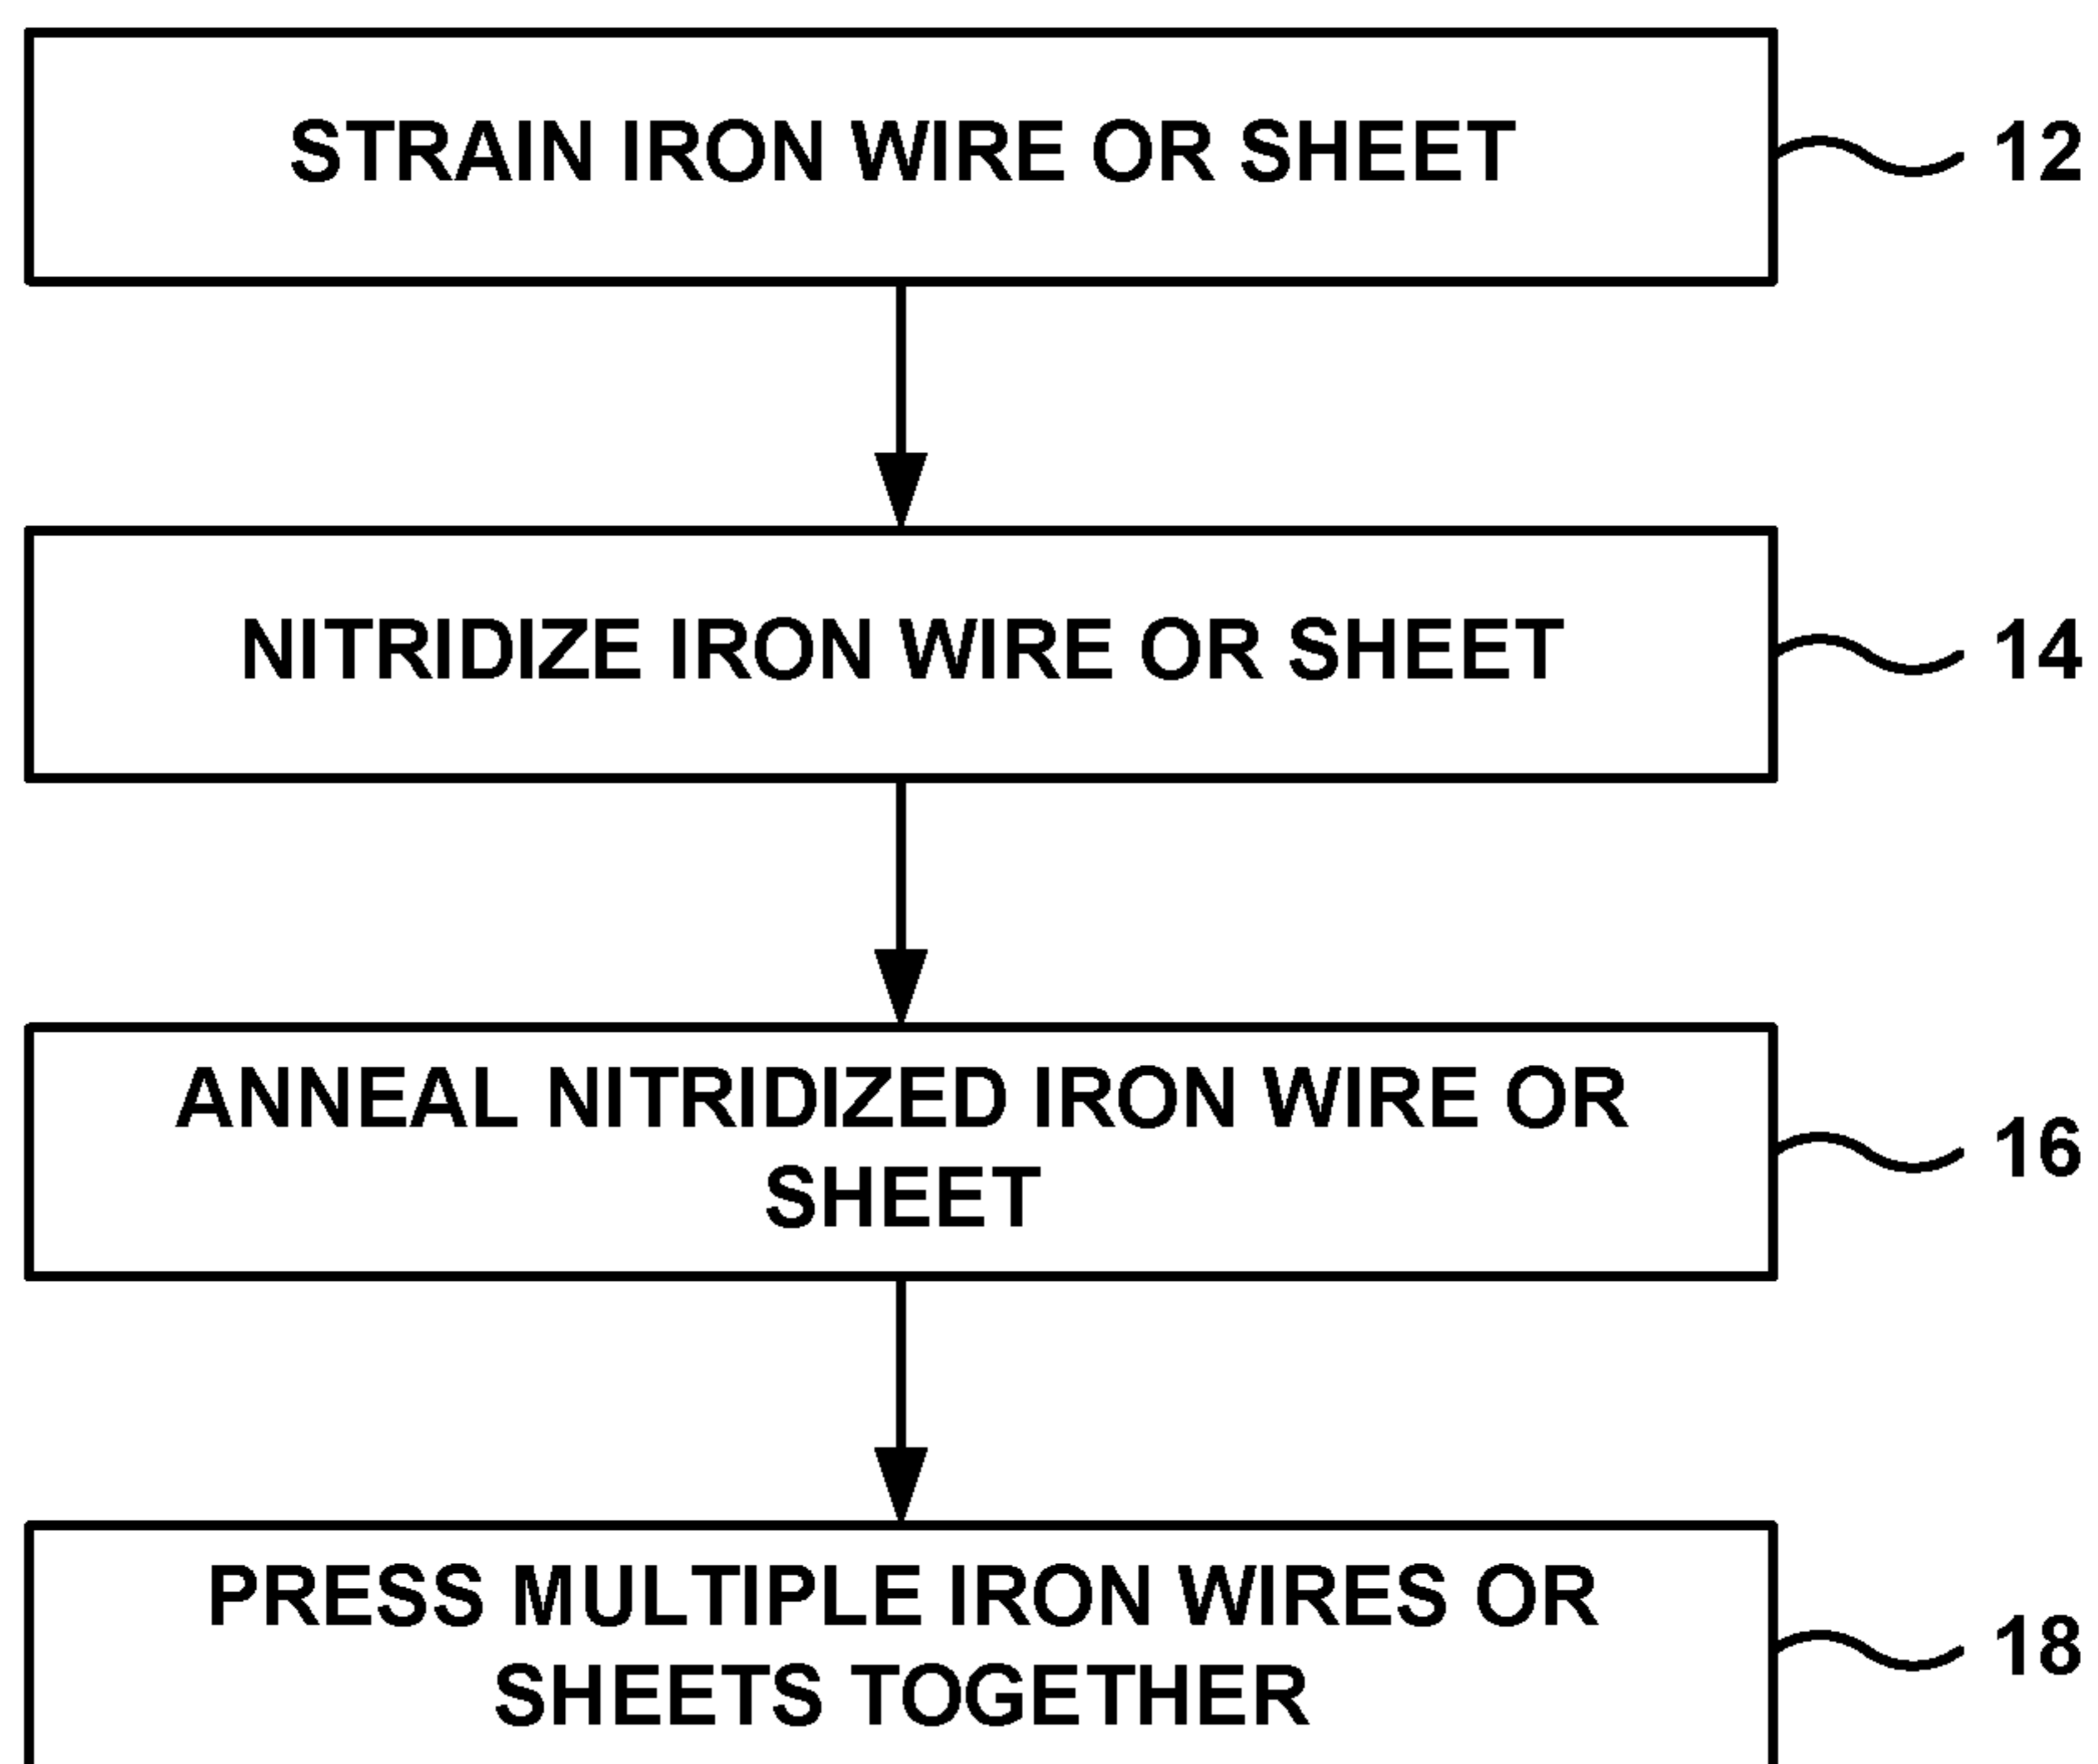 STRAIN IRON WIRE OR SHEET
12
NITRIDIZE IRON WIRE OR SHEET
14
ANNEAL NITRIDIZED IRON WIRE OR
SHEET
16
PRESS MULTIPLE IRON WIRES OR
SHEETS TOGETHER
18